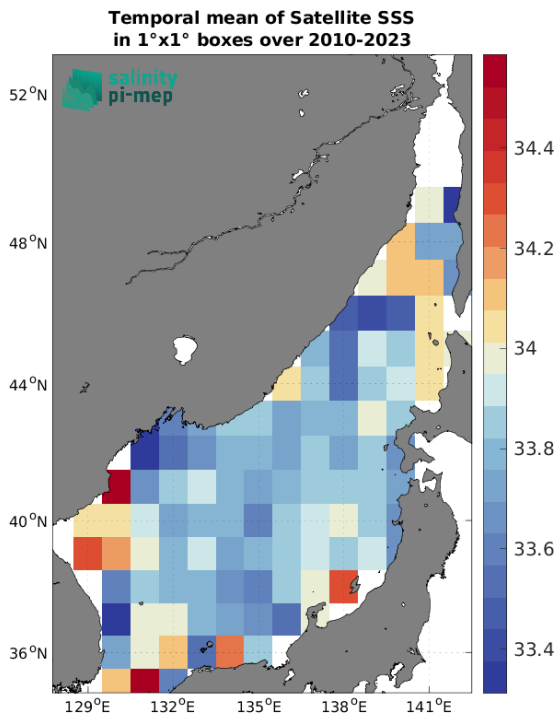 Temporal mean of Satellite SSS
in 1°x1° boxes over 2010-2023
salinity
pi-mep
52°N
48°N
44°N
40°N
36°N
129°E
132°E
135°E
138°E
141°E
34.4
34.2
34
33.8
33.6
33.4